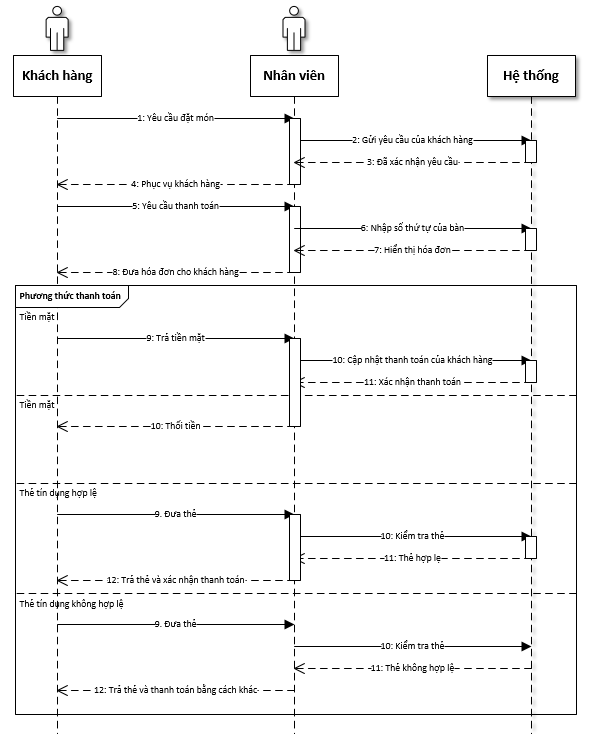 Khách hàng
Nhân viên
Hệ thống
1: Yêu cầu đặt món
2: Gửi yêu cầu của khách hàng
3: Đã xác nhận yêu cầu
4: Phục vụ khách hàng
5: Yêu cầu thanh toán
6: Nhập số thứ tự của bàn
7: Hiển thị hóa đơn
8: Đưa hóa đơn cho khách hàng
Phương thức thanh toán
Tiền mặt
9: Trả tiền mặt
10: Cập nhật thanh toán của khách hàng
11: Xác nhận thanh toán
Tiền mặt
10: Thối tiền
Thẻ tín dụng hợp lệ
9. Đưa thẻ
10: Kiểm tra thẻ
11: Thẻ hợp lệ
12: Trả thẻ và xác nhận thanh toán
Thẻ tín dụng không hợp lệ
9. Đưa thẻ
10: Kiểm tra thẻ
11: Thẻ không hợp lệ
12: Trả thẻ và thanh toán bằng cách khác